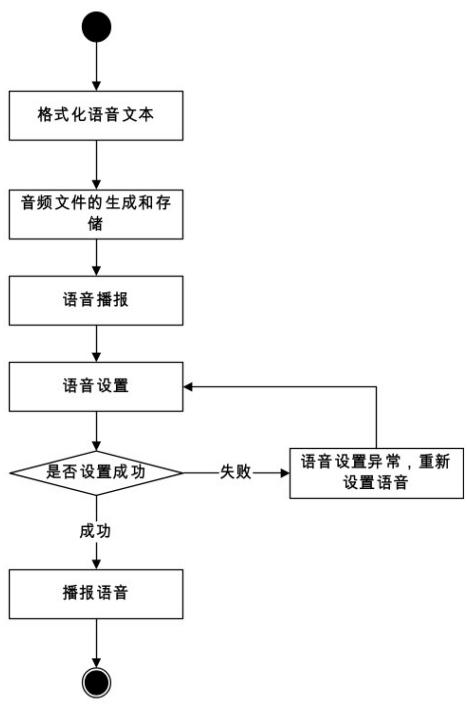 格式化语音文本
音频文件的生成和存
储
语音播报
语音设置
是否设置成功
失败
语音设置异常，重新
设置语音
成功
播报语音